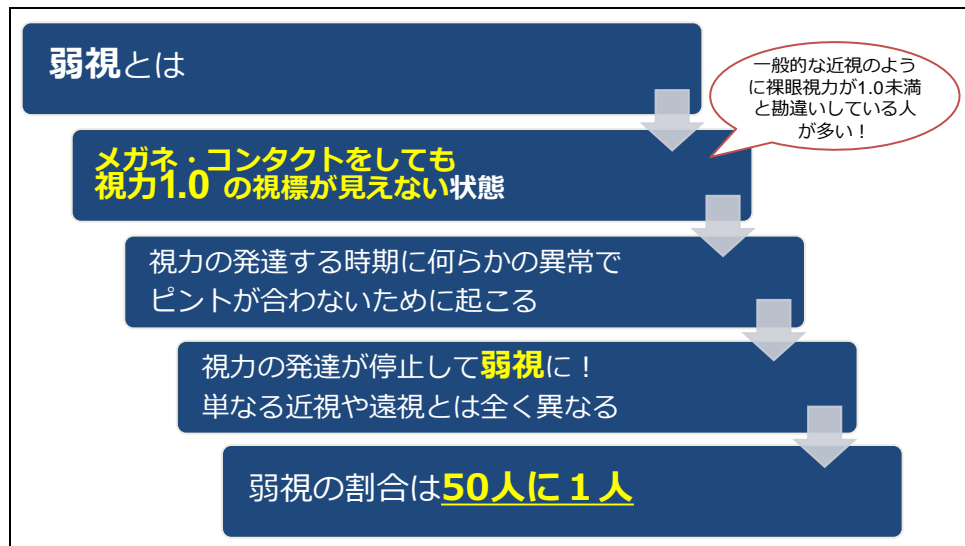 弱視とは
一般的な近視のよう
に裸眼視力が1.0未満
と勘違いしている人
が多い！
メガネ・コンタクトをしても
視力1.0 の視標が見えない状態
視力の発達する時期に何らかの異常で
ピントが合わないために起こる
視力の発達が停止して弱視に！
単なる近視や遠視とは全く異なる
弱視の割合は50人に１人